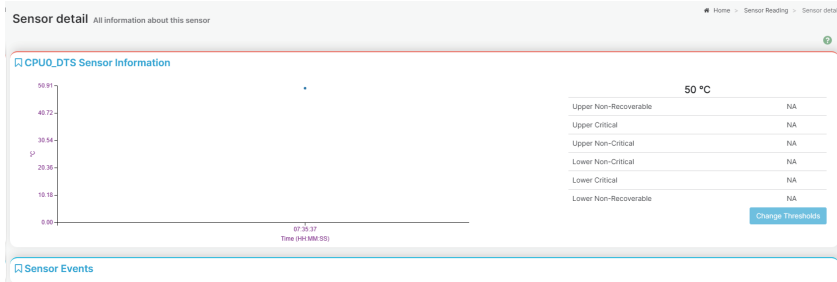 Sensor detail All information about this sensor
Home > Sensor Reading > Sensor detai
CPU0_DTS Sensor Information
50.91
40.72
30.54
°C
20.36
10.18
0.00
07:35:37
Time (HH:MM:SS)
50 °C
Upper Non-Recoverable NA
Upper Critical NA
Upper Non-Critical NA
Lower Non-Critical NA
Lower Critical NA
Lower Non-Recoverable NA
Change Thresholds
Sensor Events